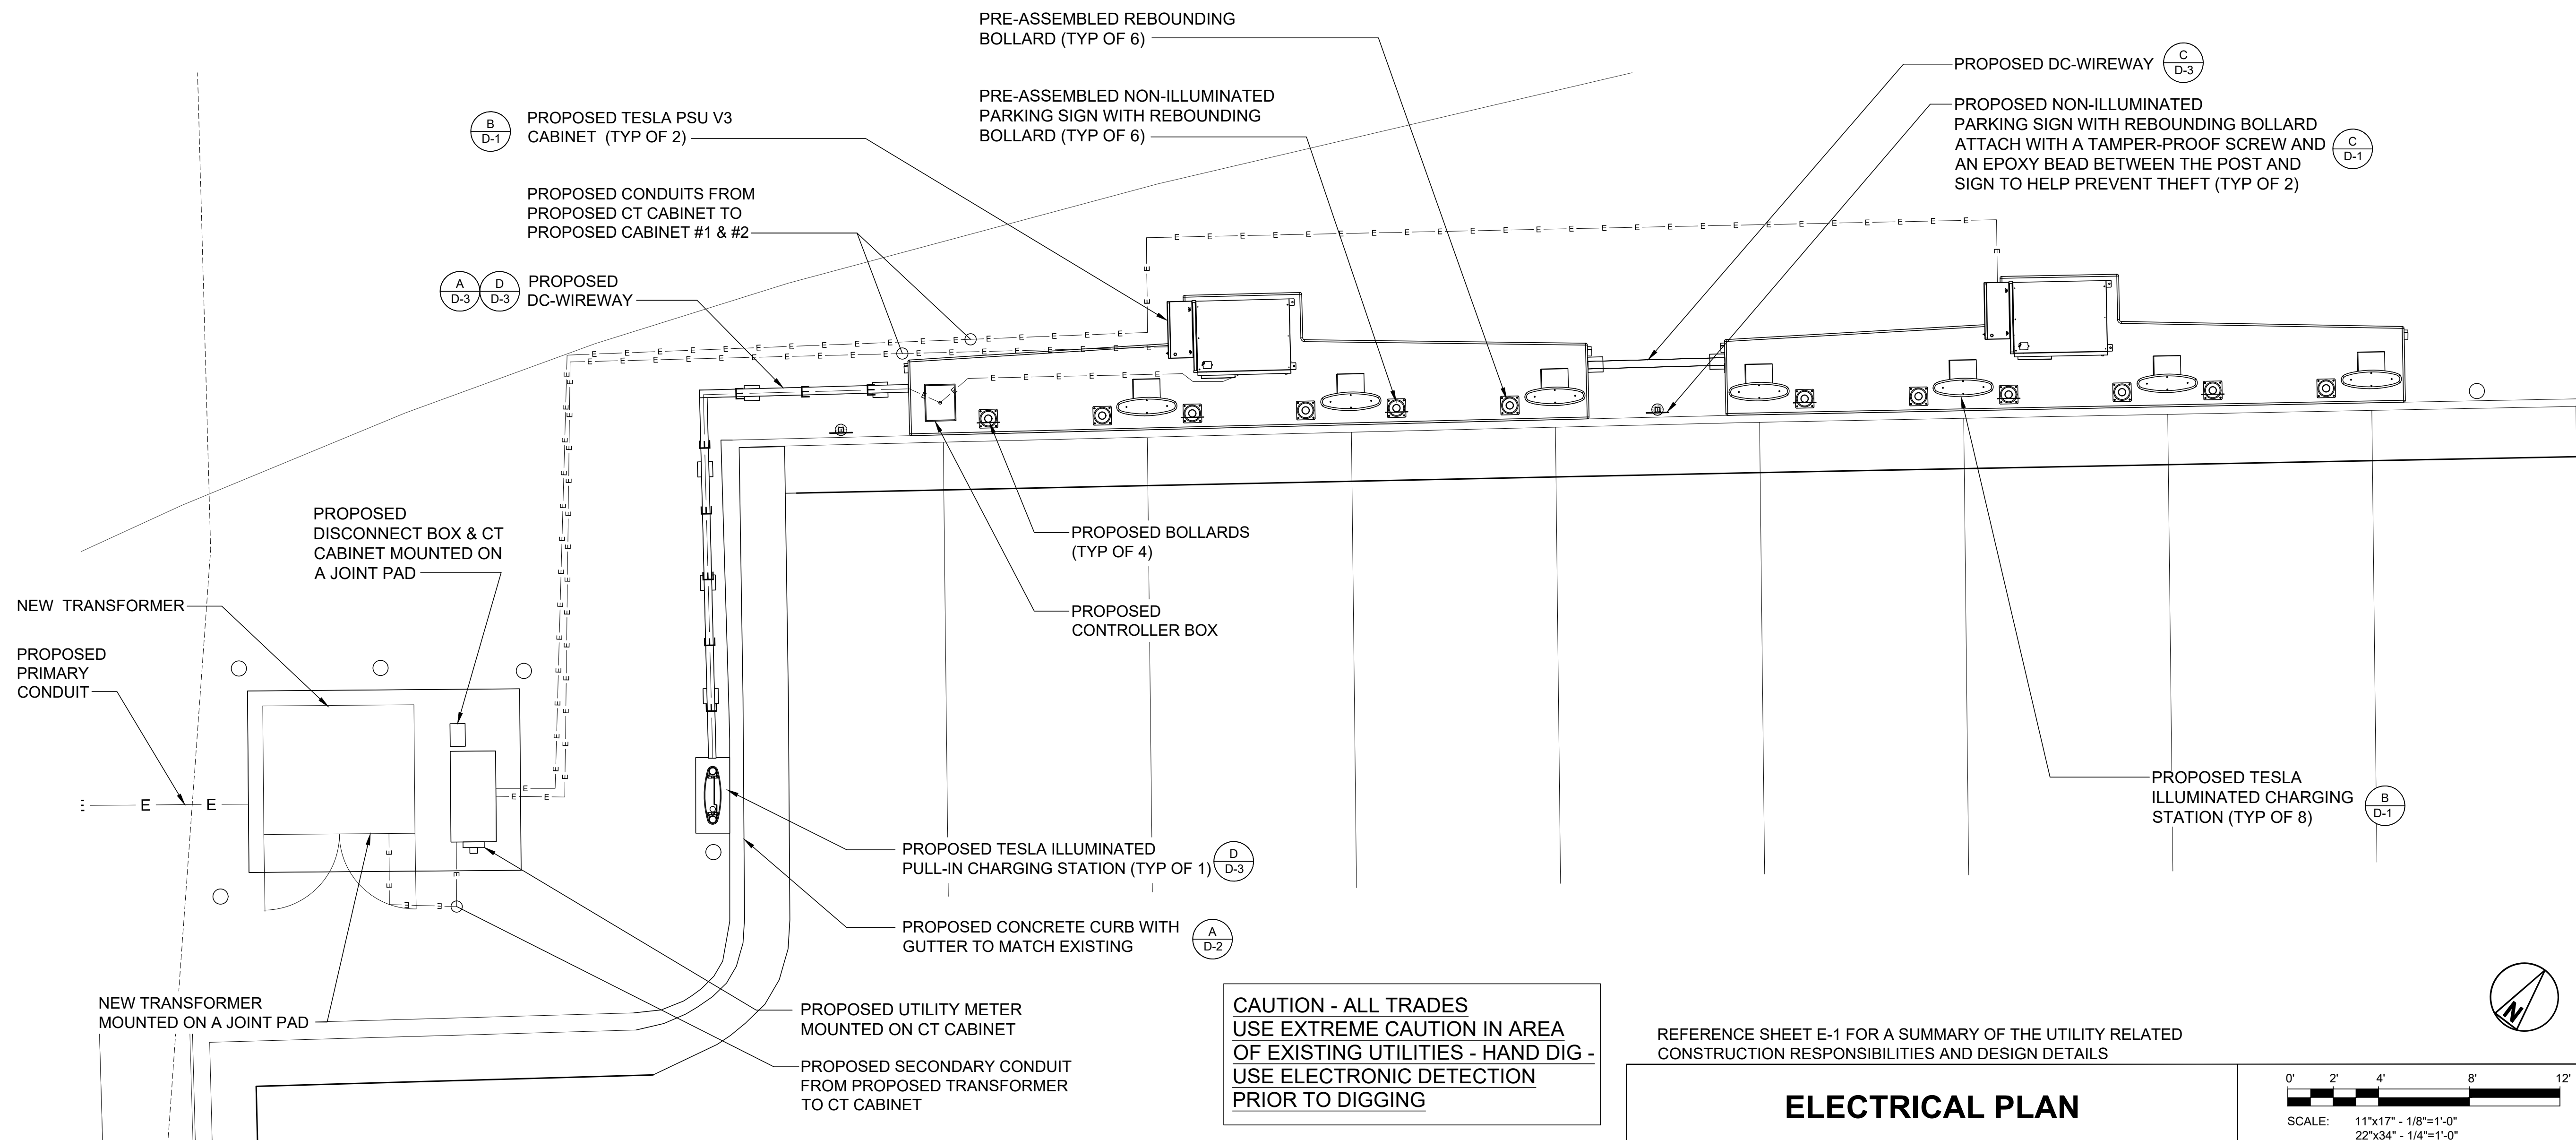 PRE-ASSEMBLED REBOUNDING
BOLLARD (TYP OF 6)
PRE-ASSEMBLED NON-ILLUMINATED
PARKING SIGN WITH REBOUNDING
BOLLARD (TYP OF 6)
PROPOSED DC-WIREWAY
C
D-3
PROPOSED NON-ILLUMINATED
PARKING SIGN WITH REBOUNDING BOLLARD
ATTACH WITH A TAMPER-PROOF SCREW AND
AN EPOXY BEAD BETWEEN THE POST AND
SIGN TO HELP PREVENT THEFT (TYP OF 2)
C
D-1
B
D-1
PROPOSED TESLA PSU V3
CABINET (TYP OF 2)
PROPOSED CONDUITS FROM
PROPOSED CT CABINET TO
PROPOSED CABINET #1 & #2
A
D-3
D
D-3
PROPOSED
DC-WIREWAY
PROPOSED
DISCONNECT BOX & CT
CABINET MOUNTED ON
A JOINT PAD
NEW TRANSFORMER
PROPOSED
PRIMARY
CONDUIT
E E
PROPOSED BOLLARDS
(TYP OF 4)
PROPOSED
CONTROLLER BOX
PROPOSED TESLA
ILLUMINATED CHARGING
STATION (TYP OF 8)
B
D-1
PROPOSED TESLA ILLUMINATED
PULL-IN CHARGING STATION (TYP OF 1)
D
D-3
PROPOSED CONCRETE CURB WITH
GUTTER TO MATCH EXISTING
A
D-2
NEW TRANSFORMER
MOUNTED ON A JOINT PAD
PROPOSED UTILITY METER
MOUNTED ON CT CABINET
PROPOSED SECONDARY CONDUIT
FROM PROPOSED TRANSFORMER
TO CT CABINET
CAUTION - ALL TRADES
USE EXTREME CAUTION IN AREA
OF EXISTING UTILITIES - HAND DIG -
USE ELECTRONIC DETECTION
PRIOR TO DIGGING
N
REFERENCE SHEET E-1 FOR A SUMMARY OF THE UTILITY RELATED
CONSTRUCTION RESPONSIBILITIES AND DESIGN DETAILS
ELECTRICAL PLAN
0' 2' 4' 8' 12'
SCALE: 11"x17" - 1/8"=1'-0"
22"x34" - 1/4"=1'-0"